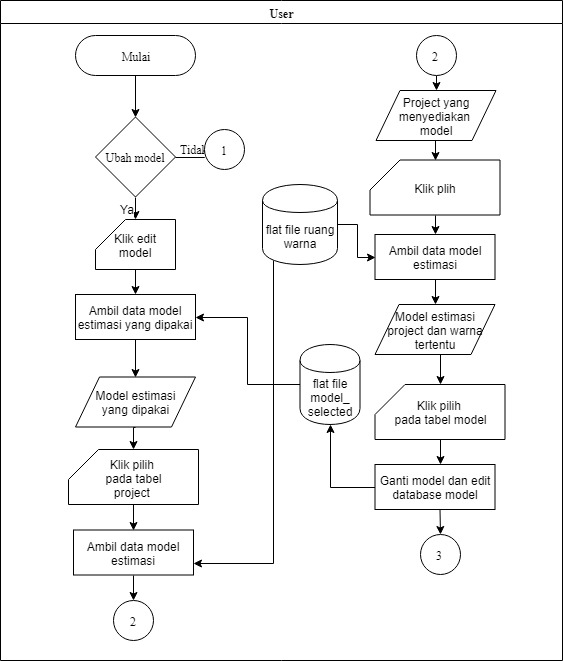 User
Mulai
Ubah model
Tidak
1
Ya
Klik edit
model
Ambil data model
estimasi yang dipakai
Model estimasi
yang dipakai
Klik pilih
pada tabel
project
Ambil data model
estimasi
2
flat file ruang
warna
flat file
model_
selected
2
Project yang
menyediakan
model
Klik plih
Ambil data model
estimasi
Model estimasi
project dan warna
tertentu
Klik pilih
pada tabel model
Ganti model dan edit
database model
3